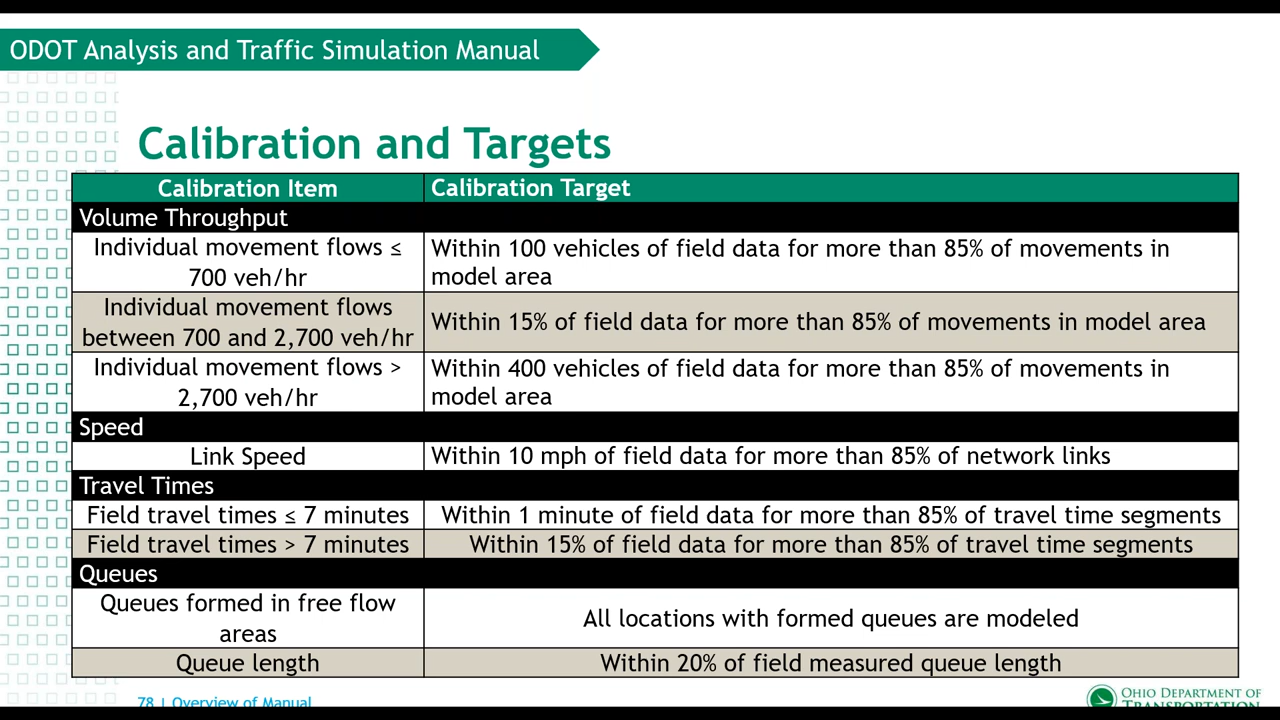 ODOT Analysis and Traffic Simulation Manual
Calibration and Targets
Calibration Item
Calibration Target
Volume Throughput
Individual movement flows ≤
700 veh/hr
Within 100 vehicles of field data for more than 85% of movements in
model area
Individual movement flows
between 700 and 2,700 veh/hr
Within 15% of field data for more than 85% of movements in model area
Individual movement flows >
2,700 veh/hr
Within 400 vehicles of field data for more than 85% of movements in
model area
Speed
Link Speed
Within 10 mph of field data for more than 85% of network links
Travel Times
Field travel times ≤ 7 minutes
Within 1 minute of field data for more than 85% of travel time segments
Field travel times > 7 minutes
Within 15% of field data for more than 85% of travel time segments
Queues
Queues formed in free flow
areas
All locations with formed queues are modeled
Queue length
Within 20% of field measured queue length
78 | Overview of Manual
OHIO DEPARTMENT OF
TRANSPORTATION